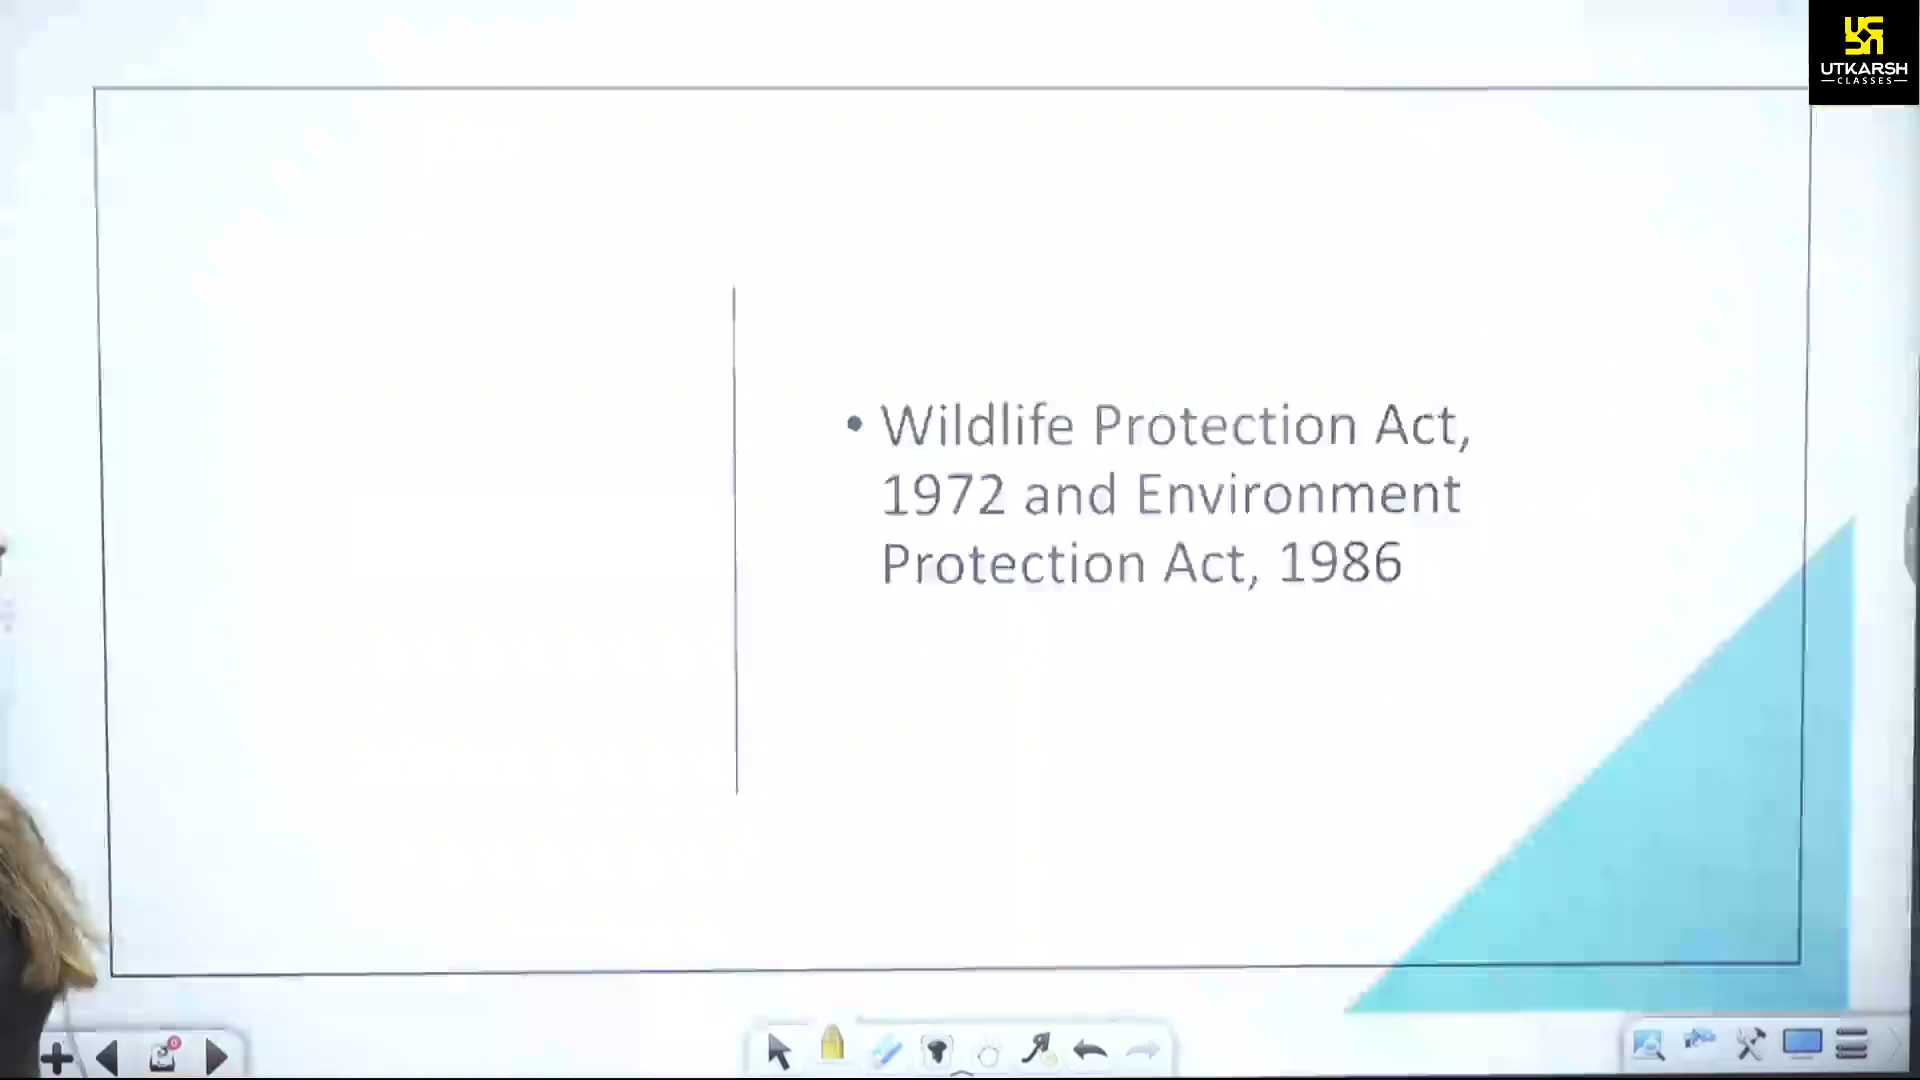 UTKARSH
CLASSES
• Wildlife Protection Act,
1972 and Environment
Protection Act, 1986